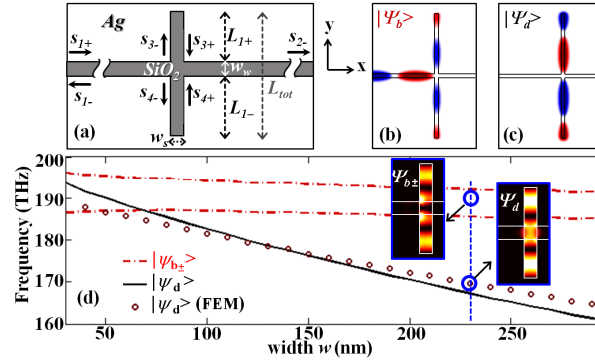 Ag
s1+
s1-
s3-
s3+
SiO2
s4-
s4+
L1+
L1-
ww
Ltot
s2-
ws
(a)
y
x
|Ψb>
(b)
|Ψd>
(c)
Frequency (THz)
200
190
180
170
160
50
100
150
200
250
width w (nm)
(d)
|ψb±>
|ψd>
|ψd> (FEM)
Ψb±
Ψd